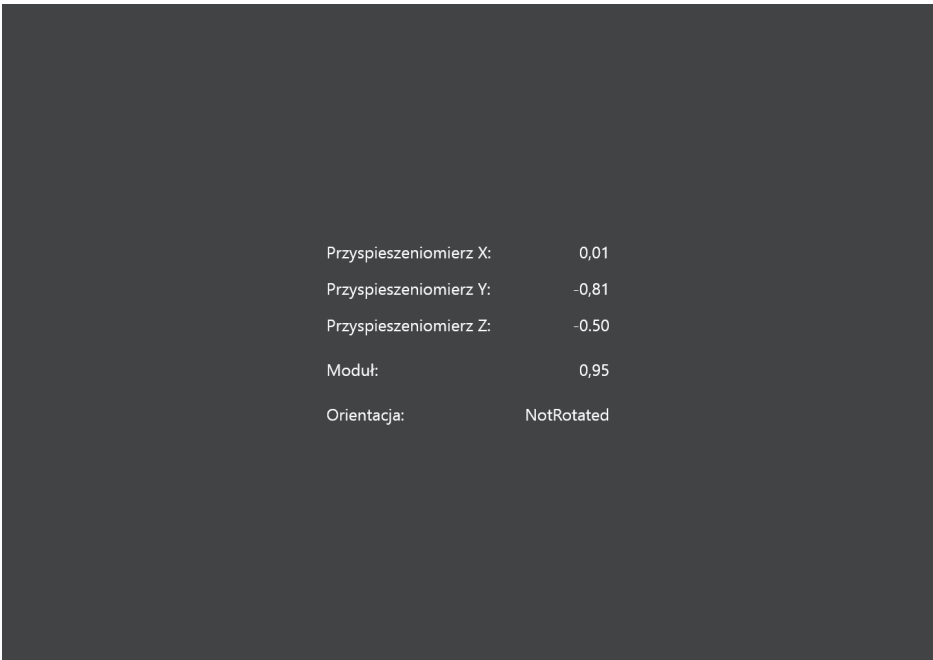 Przyspieszeniomierz X: 0,01
Przyspieszeniomierz Y: -0,81
Przyspieszeniomierz Z: -0.50
Moduł: 0,95
Orientacja: NotRotated